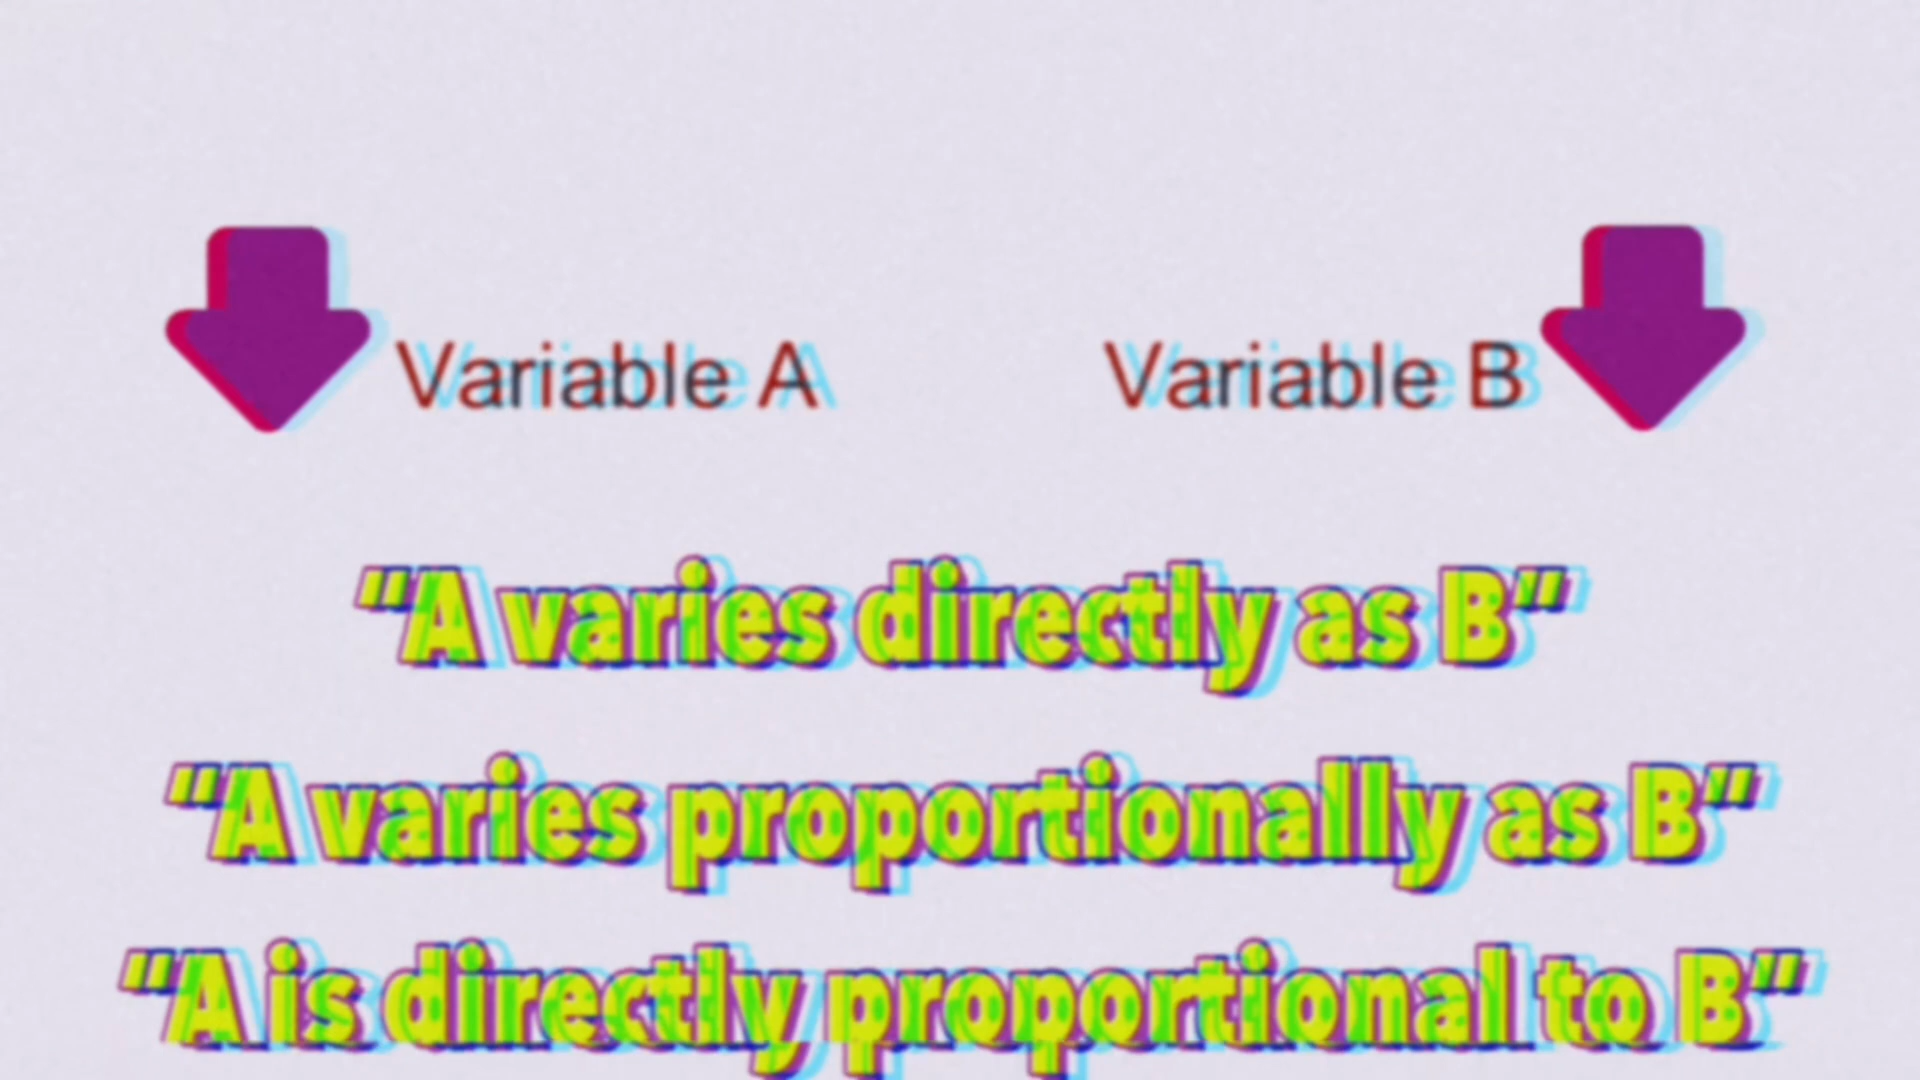 Variable A Variable B
"A varies directly as B"
"A varies proportionally as B"
"A is directly proportional to B"